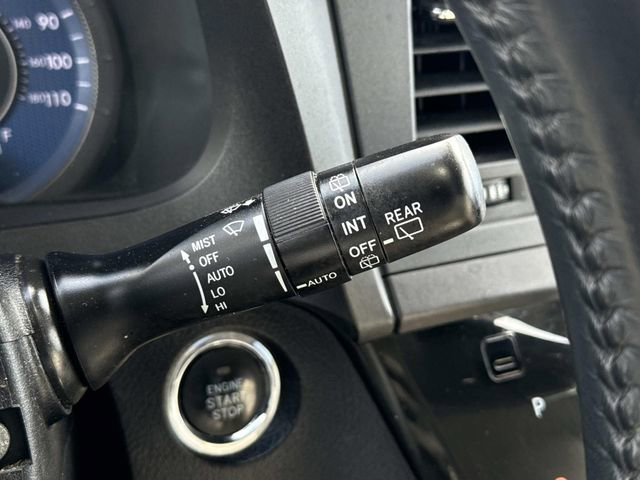 90
100
110
MIST
OFF
AUTO
LO
HI
AUTO
ON
INT
OFF
REAR
ENGINE
START
STOP
P
F